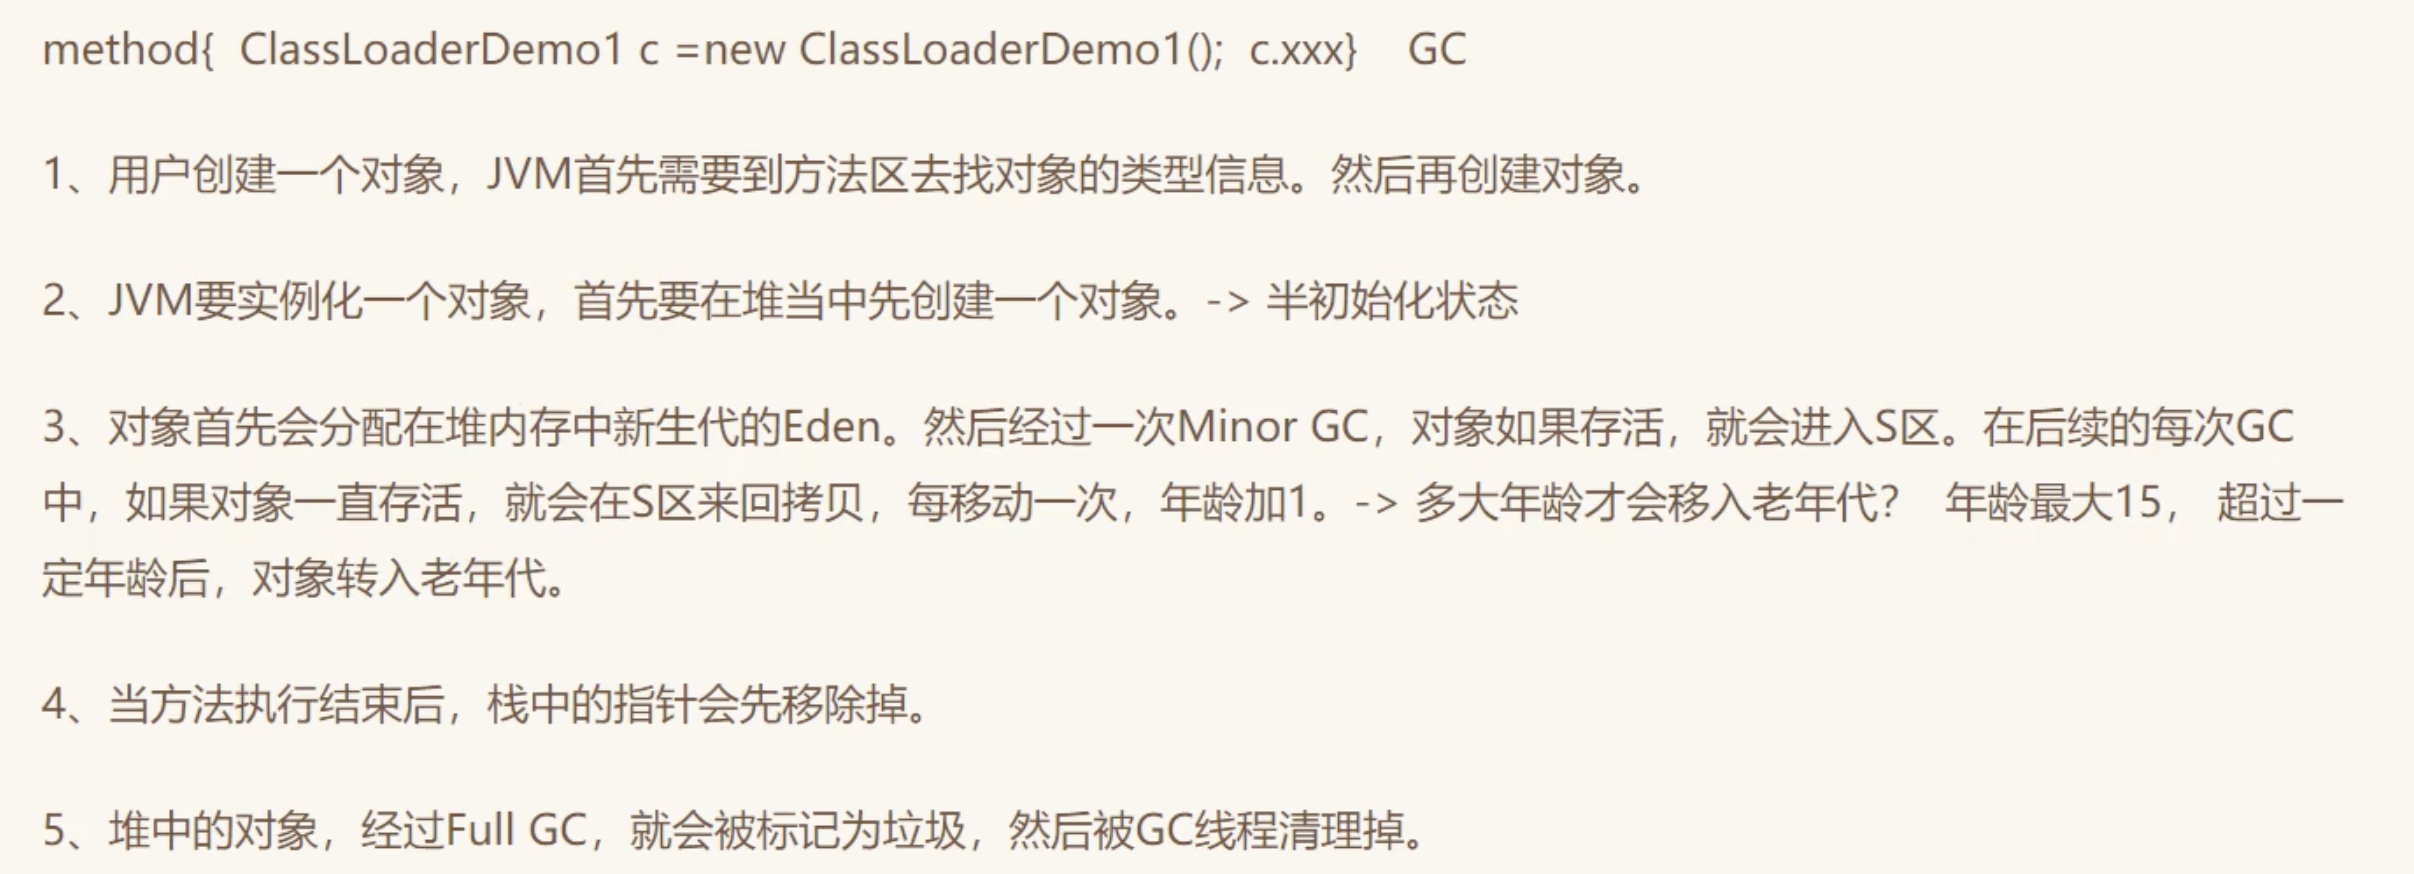 method{  ClassLoaderDemo1 c =new ClassLoaderDemo1();  c.xxx}    GC
1、用户创建一个对象，JVM首先需要到方法区去找对象的类型信息。然后再创建对象。
2、JVM要实例化一个对象，首先要在堆当中先创建一个对象。-> 半初始化状态
3、对象首先会分配在堆内存中新生代的Eden。然后经过一次Minor GC，对象如果存活，就会进入S区。在后续的每次GC
中，如果对象一直存活，就会在S区来回拷贝，每移动一次，年龄加1。-> 多大年龄才会移入老年代？  年龄最大15， 超过一
定年龄后，对象转入老年代。
4、当方法执行结束后，栈中的指针会先移除掉。
5、堆中的对象，经过Full GC，就会被标记为垃圾，然后被GC线程清理掉。